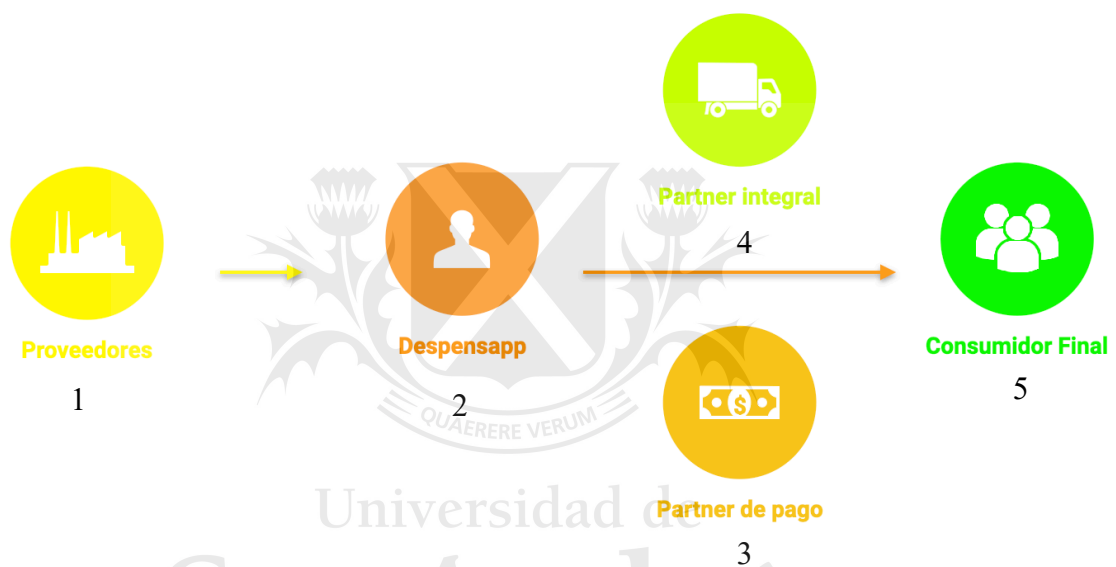 Partner integral
4
Proveedores
1
Despensapp
2
Consumidor Final
5
QUAERERE VERUM
Universidad de
Partner de pago
3
$